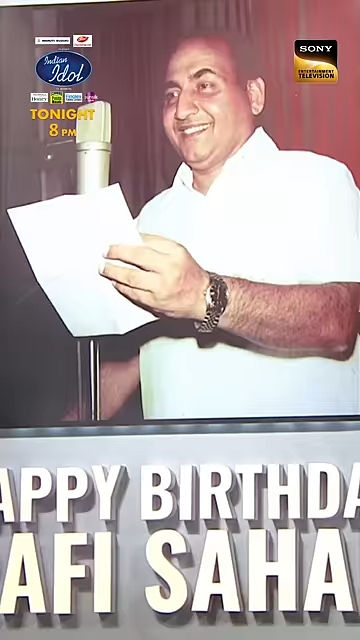 Indian
Idol
TONIGHT
8 PM
SONY
ENTERTAINMENT
TELEVISION
APPY BIRTHDA
AFI SAHA